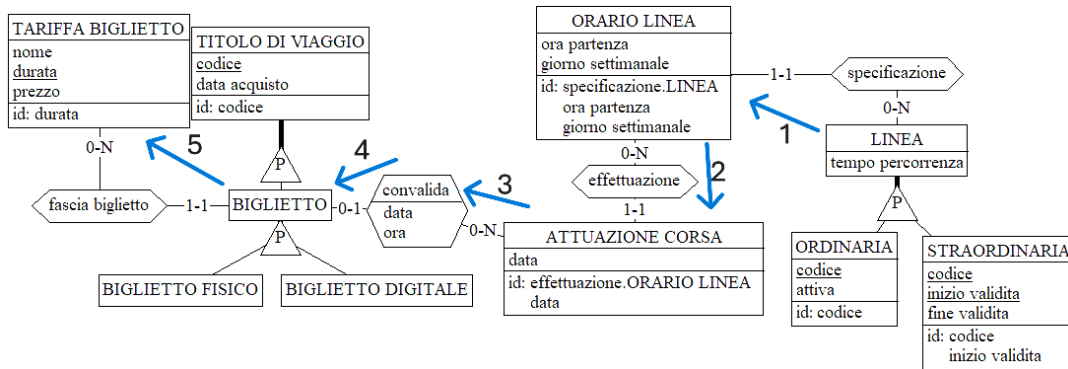 TARIFFA BIGLIETTO
nome
durata
prezzo
id: durata
TITOLO DI VIAGGIO
codice
data acquisto
id: codice
ORARIO LINEA
ora partenza
giorno settimanale
id: specificazione.LINEA
ora partenza
giorno settimanale
1-1
specificazione
0-N
1
LINEA
tempo percorrenza
5
0-N
4
P
fascia biglietto
1-1
BIGLIETTO
0-1
convalida
data
ora
3
0-N
0-N
2
effettuazione
1-1
P
P
BIGLIETTO FISICO
BIGLIETTO DIGITALE
ATTUAZIONE CORSA
data
id: effettuazione.ORARIO LINEA
data
ORDINARIA
codice
attiva
id: codice
STRAORDINARIA
codice
inizio validita
fine validita
id: codice
inizio validita